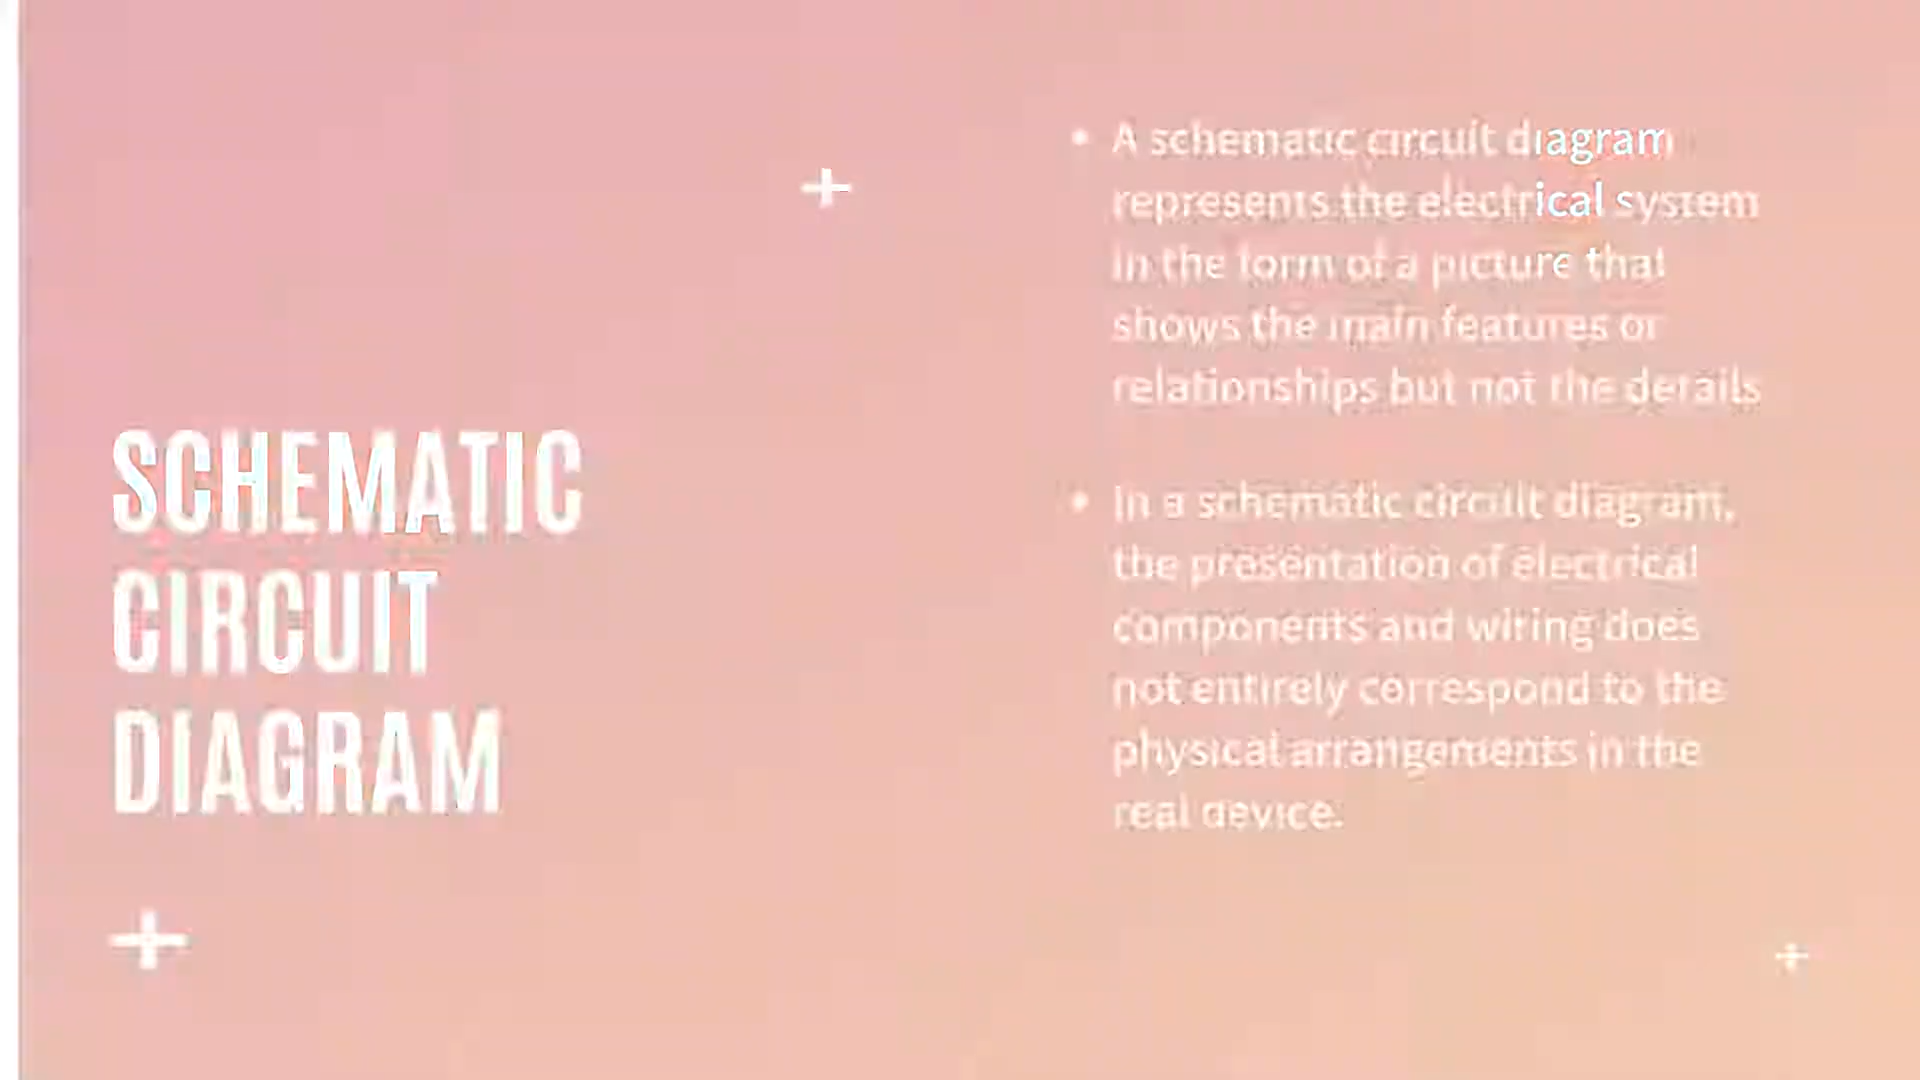 SCHEMATIC
CIRCUIT
DIAGRAM
• A schematic circuit diagram
represents the electrical system
in the form of a picture that
shows the main features or
relationships but not the details
• In a schematic circuit diagram,
the presentation of electrical
components and wiring does
not entirely correspond to the
physical arrangements in the
real device.